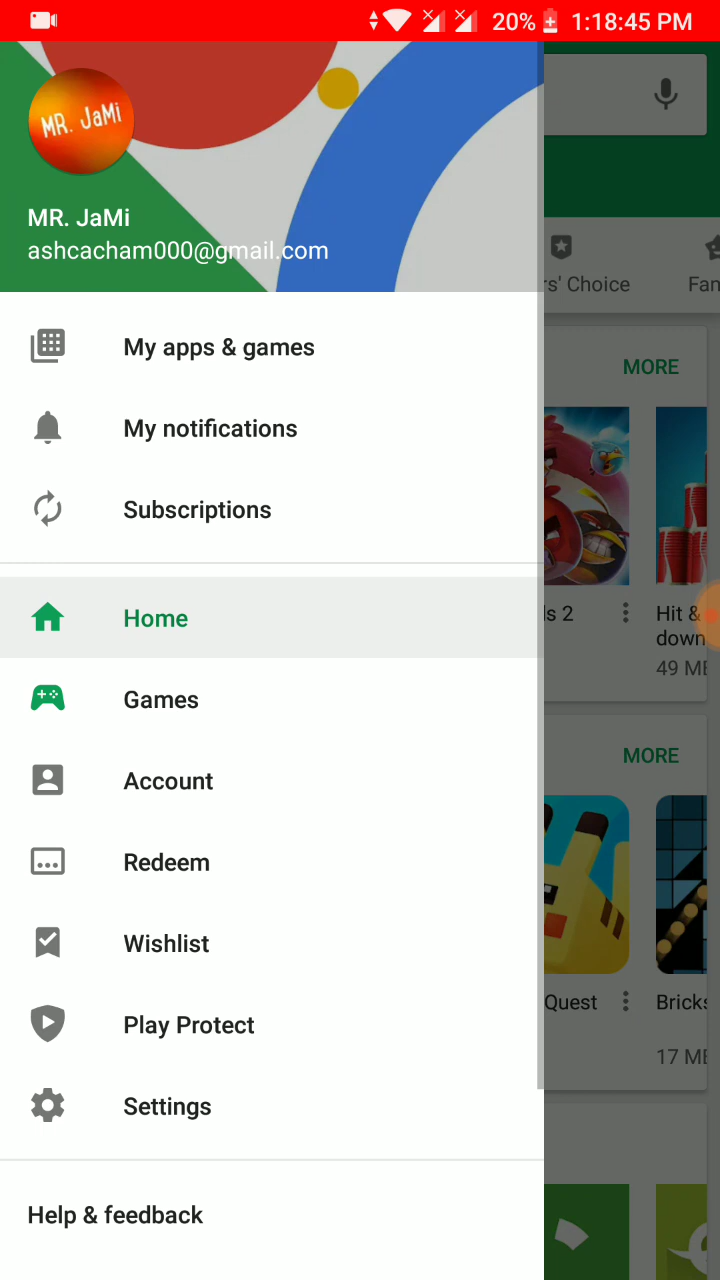 20% 1:18:45 PM
MR. JaMi
MR. JaMi
ashcacham000@gmail.com
s' Choice
Fan
My apps & games
MORE
My notifications
Subscriptions
Home
ls 2
Hit &
down
49 MB
Games
MORE
Account
Redeem
Wishlist
Quest
Bricks
Play Protect
17 MB
Settings
Help & feedback